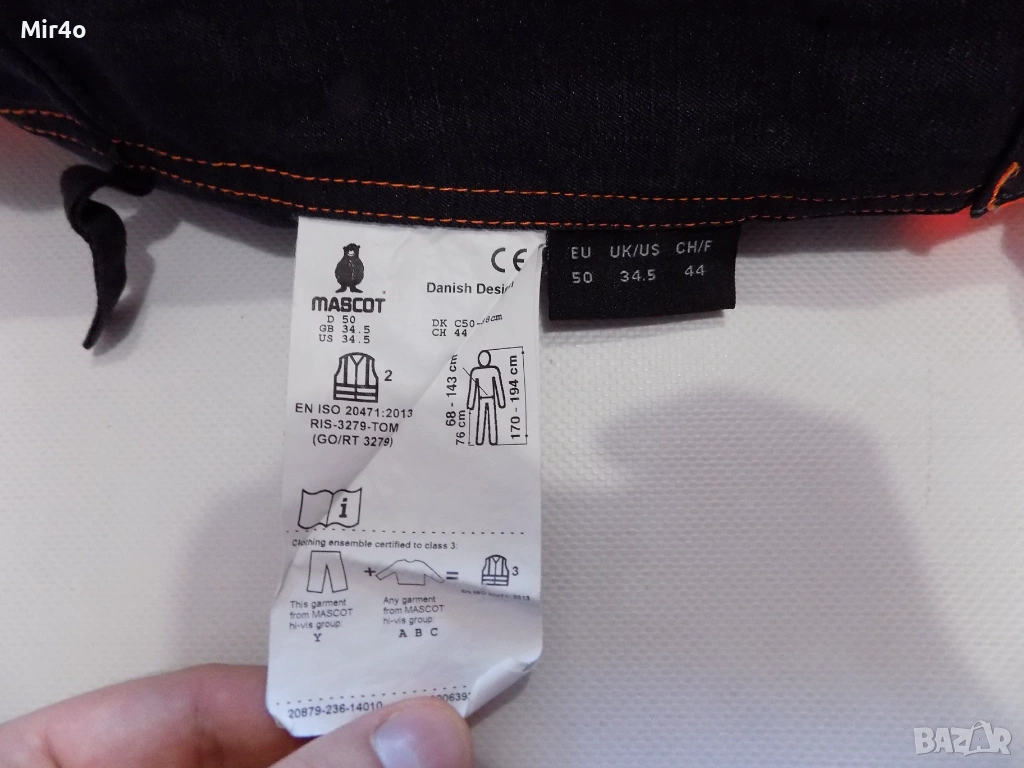 Mir4o
EU UK/US CH/F
50 34.5 44
CE
MASCOT
Danish
D 50
GB 34.5
US 34.5
DK C50
CH 44
2
EN ISO 20471:2013
RIS-3279-TOM
(GO/RT 3279)
68 - 143 cm
76 cm
170 - 194 cm
i
Clothing ensemble certified to class 3:
+ = 3
This garment
from MASCOT
hi-vis group:
Y
Any garment
from MASCOT
hi-vis group:
A B C
20879-236-14010
BAZAR